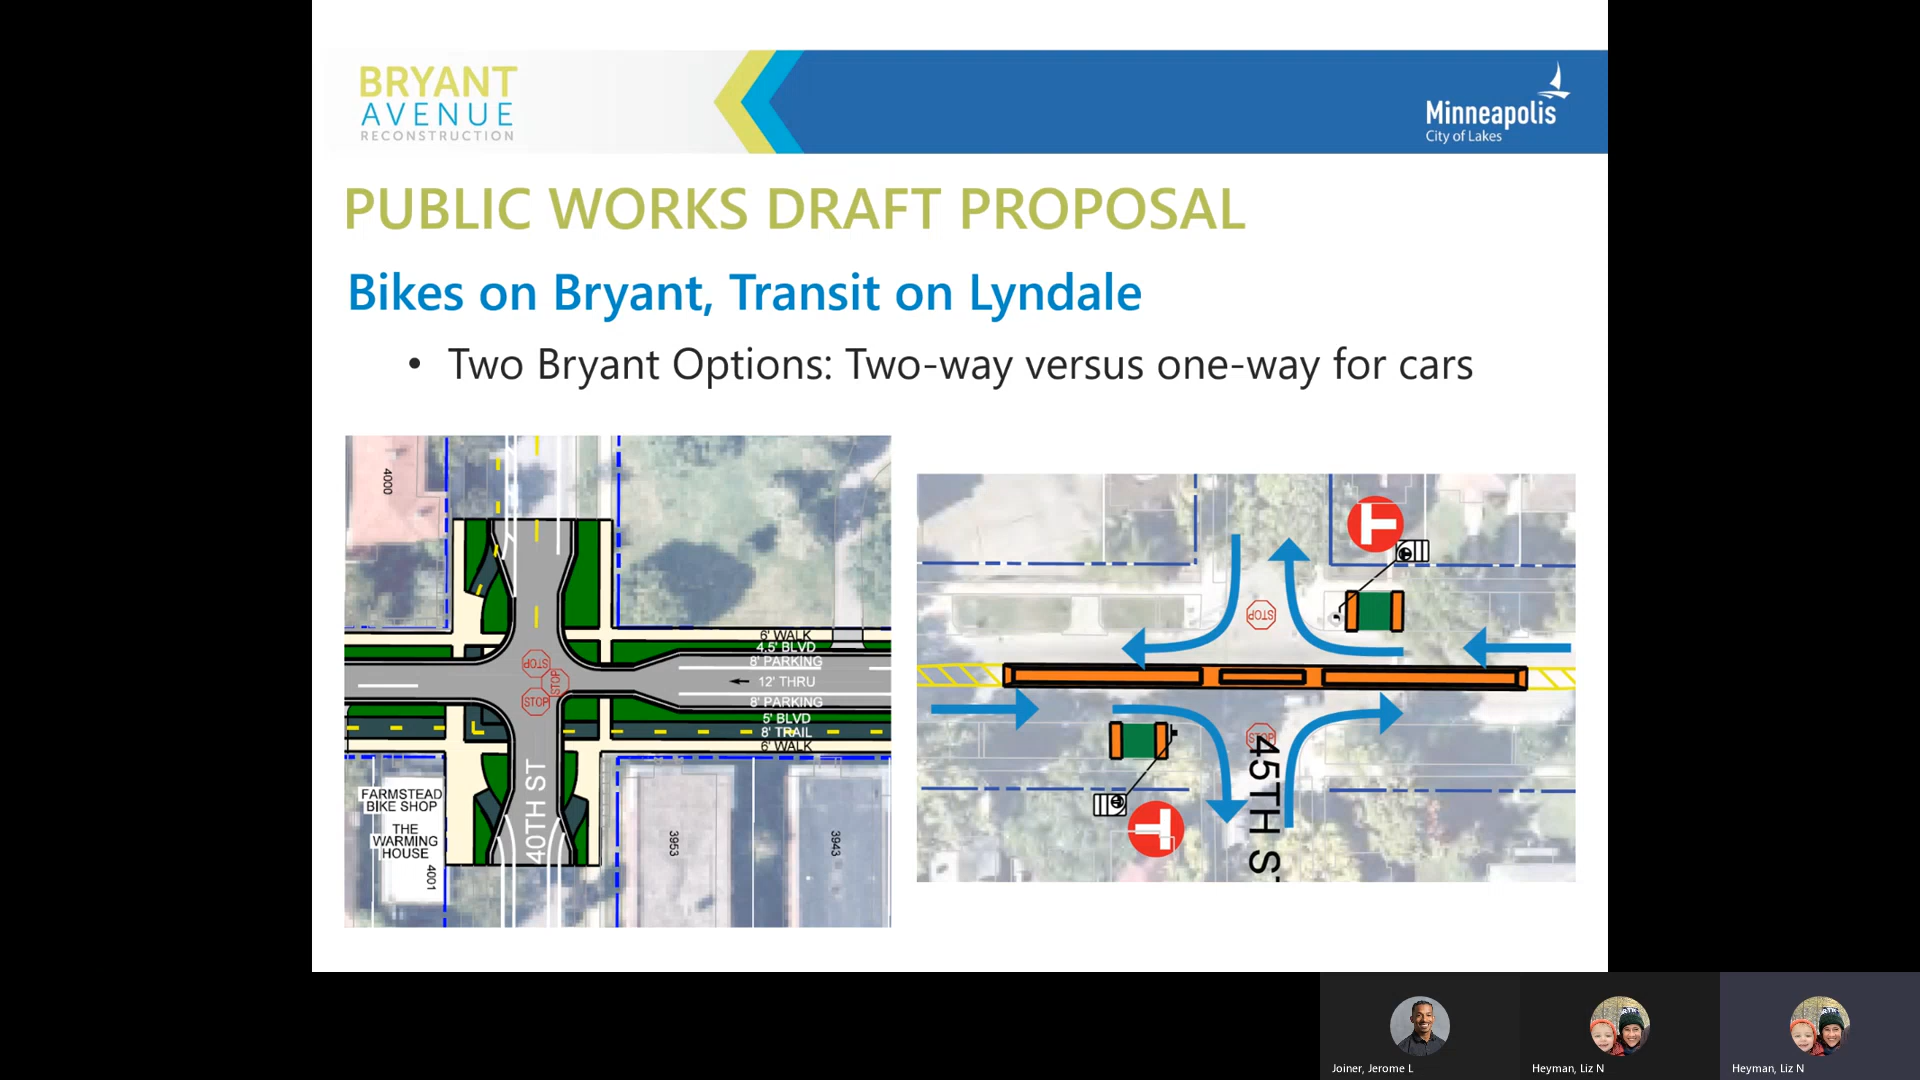 BRYANT
AVENUE
RECONSTRUCTION
Minneapolis
City of Lakes
PUBLIC WORKS DRAFT PROPOSAL
Bikes on Bryant, Transit on Lyndale
• Two Bryant Options: Two-way versus one-way for cars
4000
6' WALK
4.5' BLVD
8' PARKING
12' THRU
8' PARKING
5' BLVD
8' TRAIL
6' WALK
STOP
STOP
STOP
40TH ST
FARMSTEAD
BIKE SHOP
THE
WARMING
HOUSE
4001
3953
3943
STOP
STOP
45TH S
Joiner, Jerome L
Heyman, Liz N
Heyman, Liz N